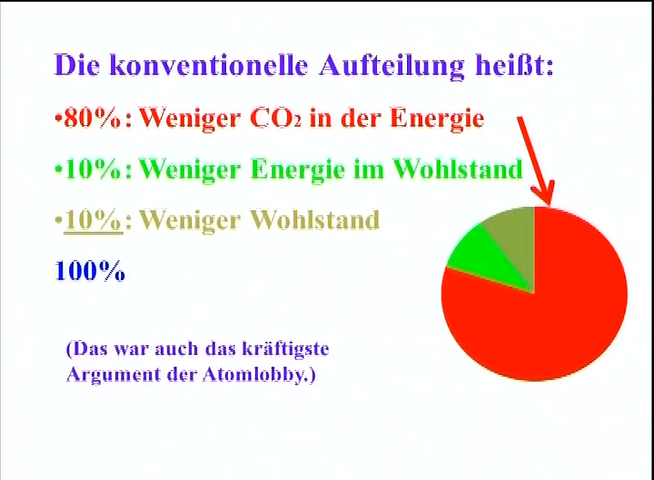 Die konventionelle Aufteilung heißt:
•80%: Weniger CO₂ in der Energie
•10%: Weniger Energie im Wohlstand
•10%: Weniger Wohlstand
100%
(Das war auch das kräftigste
Argument der Atomlobby.)